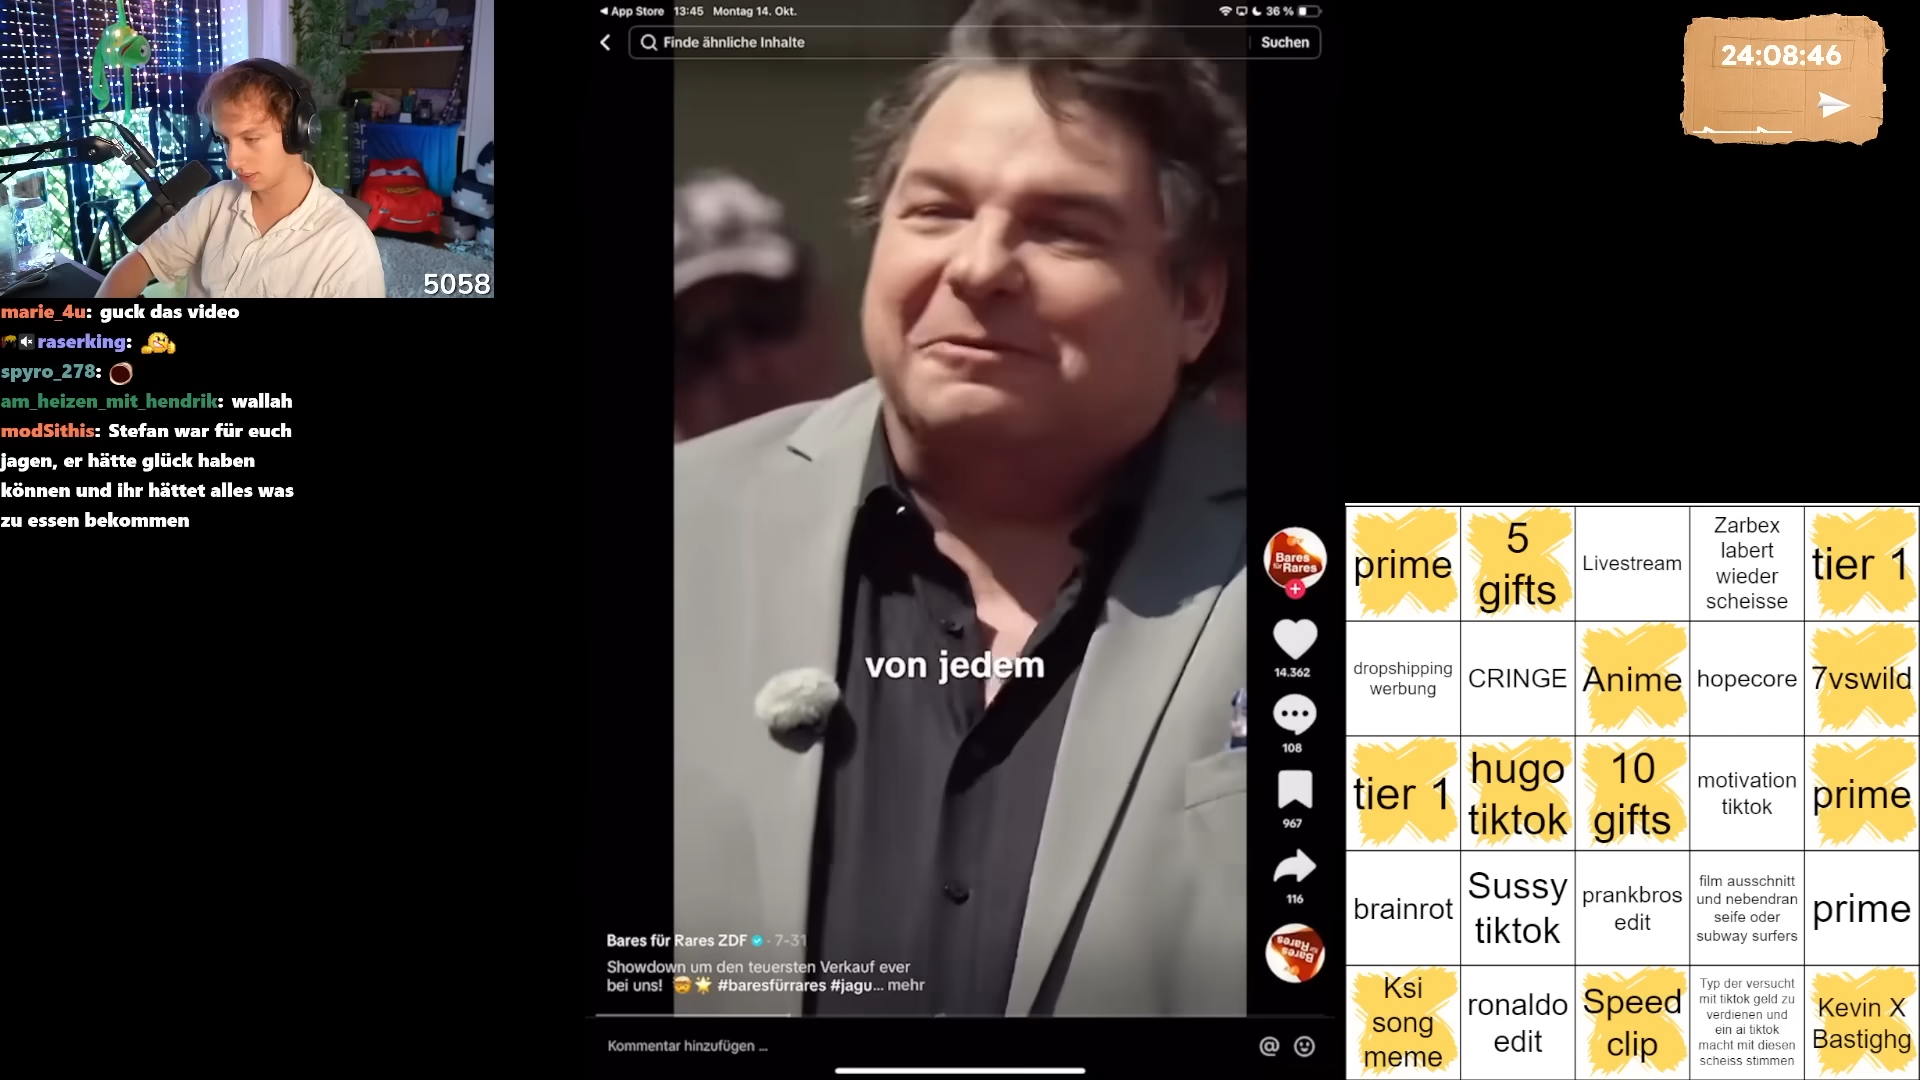 App Store 13:45 Montag 14. Okt.
36 %
Finde ähnliche Inhalte
Suchen
24:08:46
5058
marie_4u: guck das video
raserking:
spyro_278:
am_heizen_mit_hendrik: wallah
modSithis: Stefan war für euch
jagen, er hätte glück haben
können und ihr hättet alles was
zu essen bekommen
von jedem
Bares
für Rares
14.362
108
967
116
Bares
für Rares
Bares für Rares ZDF · 7-31
Showdown um den teuersten Verkauf ever
bei uns! 🤯🌟 #baresfürrares #jagu... mehr
Kommentar hinzufügen ...
prime
5
gifts
Livestream
Zarbex
labert
wieder
scheisse
tier 1
dropshipping
werbung
CRINGE
Anime
hopecore
7vswild
tier 1
hugo
tiktok
10
gifts
motivation
tiktok
prime
brainrot
Sussy
tiktok
prankbros
edit
film ausschnitt
und nebendran
seife oder
subway surfers
prime
Ksi
song
meme
ronaldo
edit
Speed
clip
Typ der versucht
mit tiktok geld zu
verdienen und
ein ai tiktok
macht mit diesen
scheiss stimmen
Kevin X
Bastighg